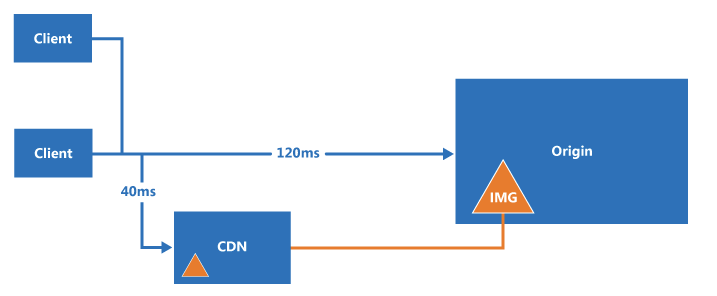 Client
Client
120ms
Origin
40ms
IMG
CDN